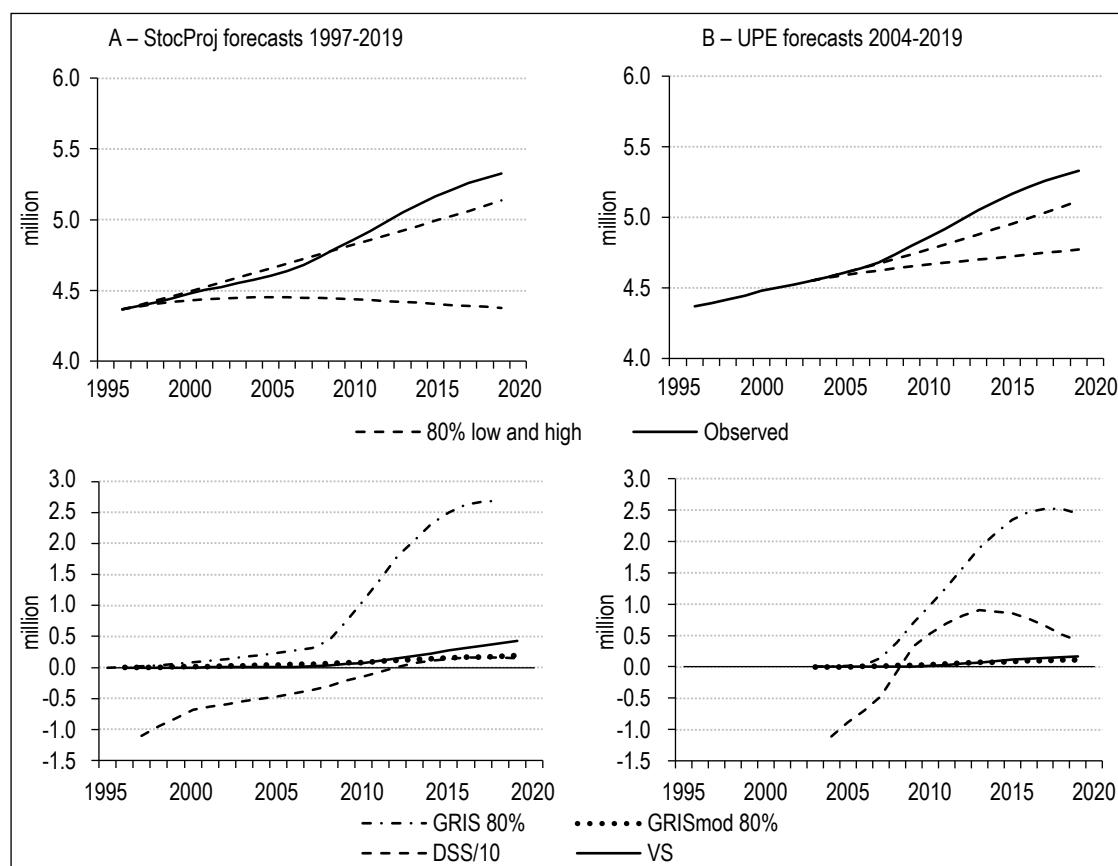 A – StocProj forecasts 1997-2019
B – UPE forecasts 2004-2019
million
6.0
5.5
5.0
4.5
4.0
1995 2000 2005 2010 2015 2020
million
6.0
5.5
5.0
4.5
4.0
1995 2000 2005 2010 2015 2020
80% low and high Observed
million
3.0
2.5
2.0
1.5
1.0
0.5
0.0
-0.5
-1.0
-1.5
1995 2000 2005 2010 2015 2020
million
3.0
2.5
2.0
1.5
1.0
0.5
0.0
-0.5
-1.0
-1.5
1995 2000 2005 2010 2015 2020
GRIS 80% GRISmod 80%
DSS/10 VS